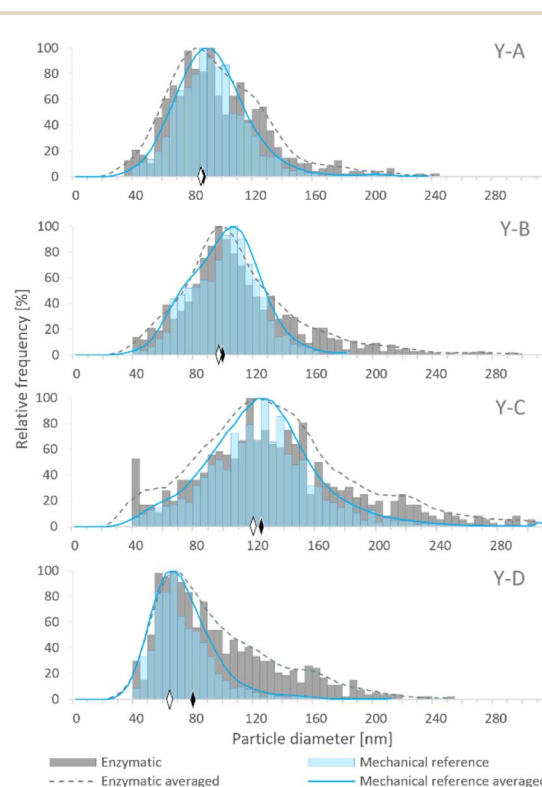 Y-A
100
80
60
40
20
0
0 40 80 120 160 200 240 280
Y-B
100
80
60
40
20
0
0 40 80 120 160 200 240 280
Relative frequency [%]
Y-C
100
80
60
40
20
0
0 40 80 120 160 200 240 280
Y-D
100
80
60
40
20
0
0 40 80 120 160 200 240 280
Particle diameter [nm]
Enzymatic Mechanical reference
Enzymatic averaged Mechanical reference averaged